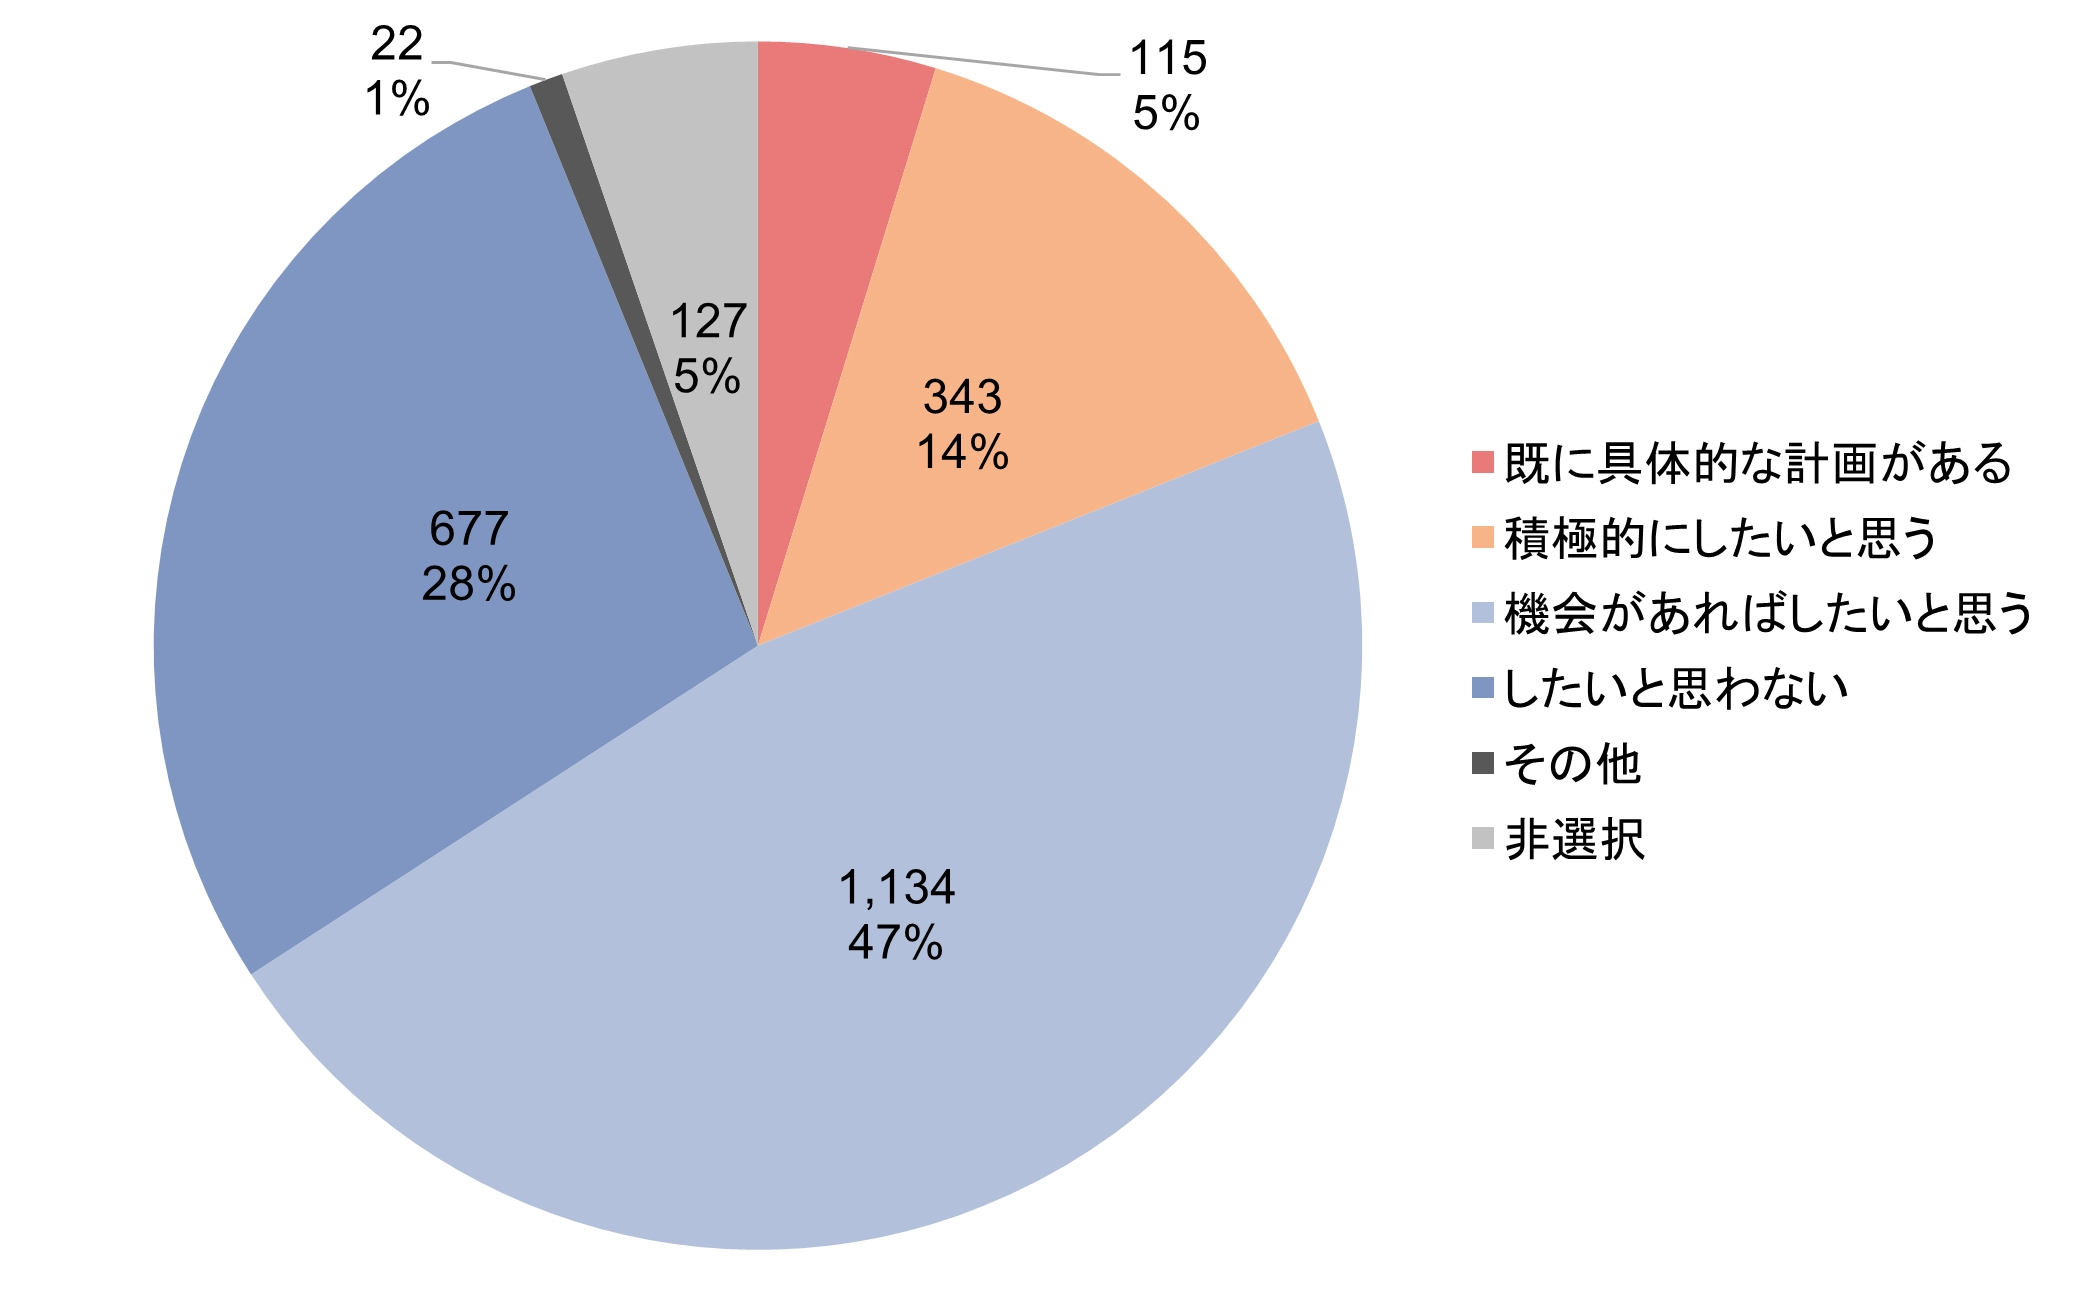 22
1%
115
5%
127
5%
343
14%
677
28%
1,134
47%
既に具体的な計画がある
積極的にしたいと思う
機会があればしたいと思う
したいと思わない
その他
非選択